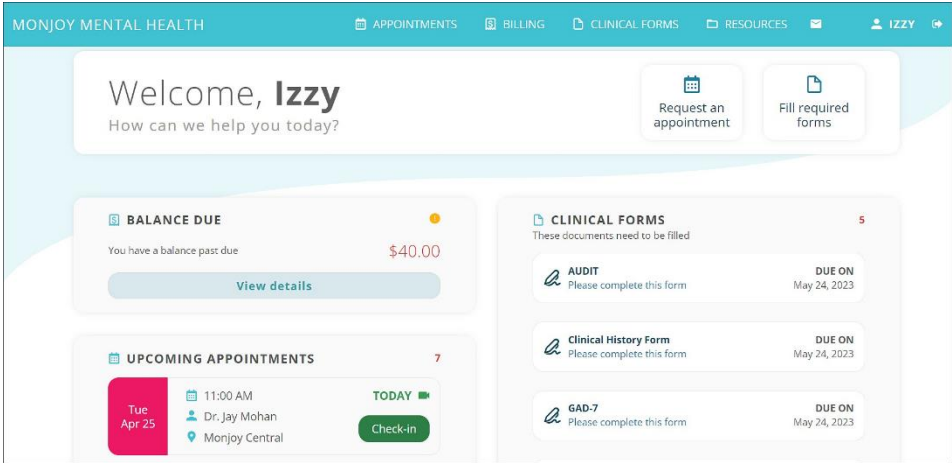 MONJOY MENTAL HEALTH
APPOINTMENTS
BILLING
CLINICAL FORMS
RESOURCES
IZZY
Welcome, Izzy
How can we help you today?
Request an
appointment
Fill required
forms
BALANCE DUE
You have a balance past due
$40.00
View details
UPCOMING APPOINTMENTS
7
Tue
Apr 25
11:00 AM
Dr. Jay Mohan
Monjoy Central
TODAY
Check-in
CLINICAL FORMS
5
These documents need to be filled
AUDIT
Please complete this form
DUE ON
May 24, 2023
Clinical History Form
Please complete this form
DUE ON
May 24, 2023
GAD-7
Please complete this form
DUE ON
May 24, 2023